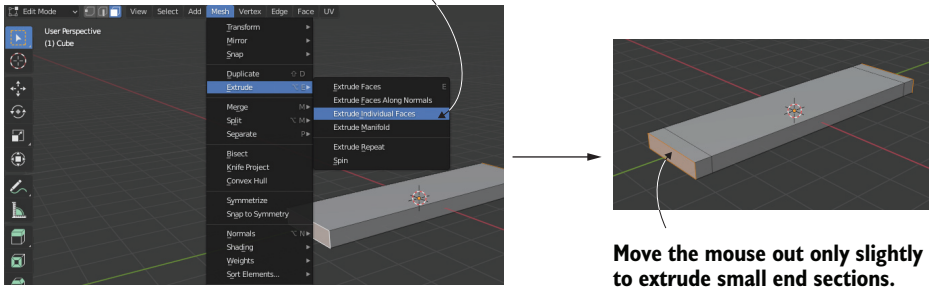 Edit Mode View Select Add Mesh Vertex Edge Face UV
User Perspective
(1) Cube
Transform
Mirror
Snap
Duplicate ⇧ D
Extrude ⌥ E
Merge M
Split ⌥ M
Separate P
Bisect
Knife Project
Convex Hull
Symmetrize
Snap to Symmetry
Normals ⌥ N
Shading
Weights
Sort Elements...
Extrude Faces E
Extrude Faces Along Normals
Extrude Individual Faces
Extrude Manifold
Extrude Repeat
Spin
Move the mouse out only slightly
to extrude small end sections.